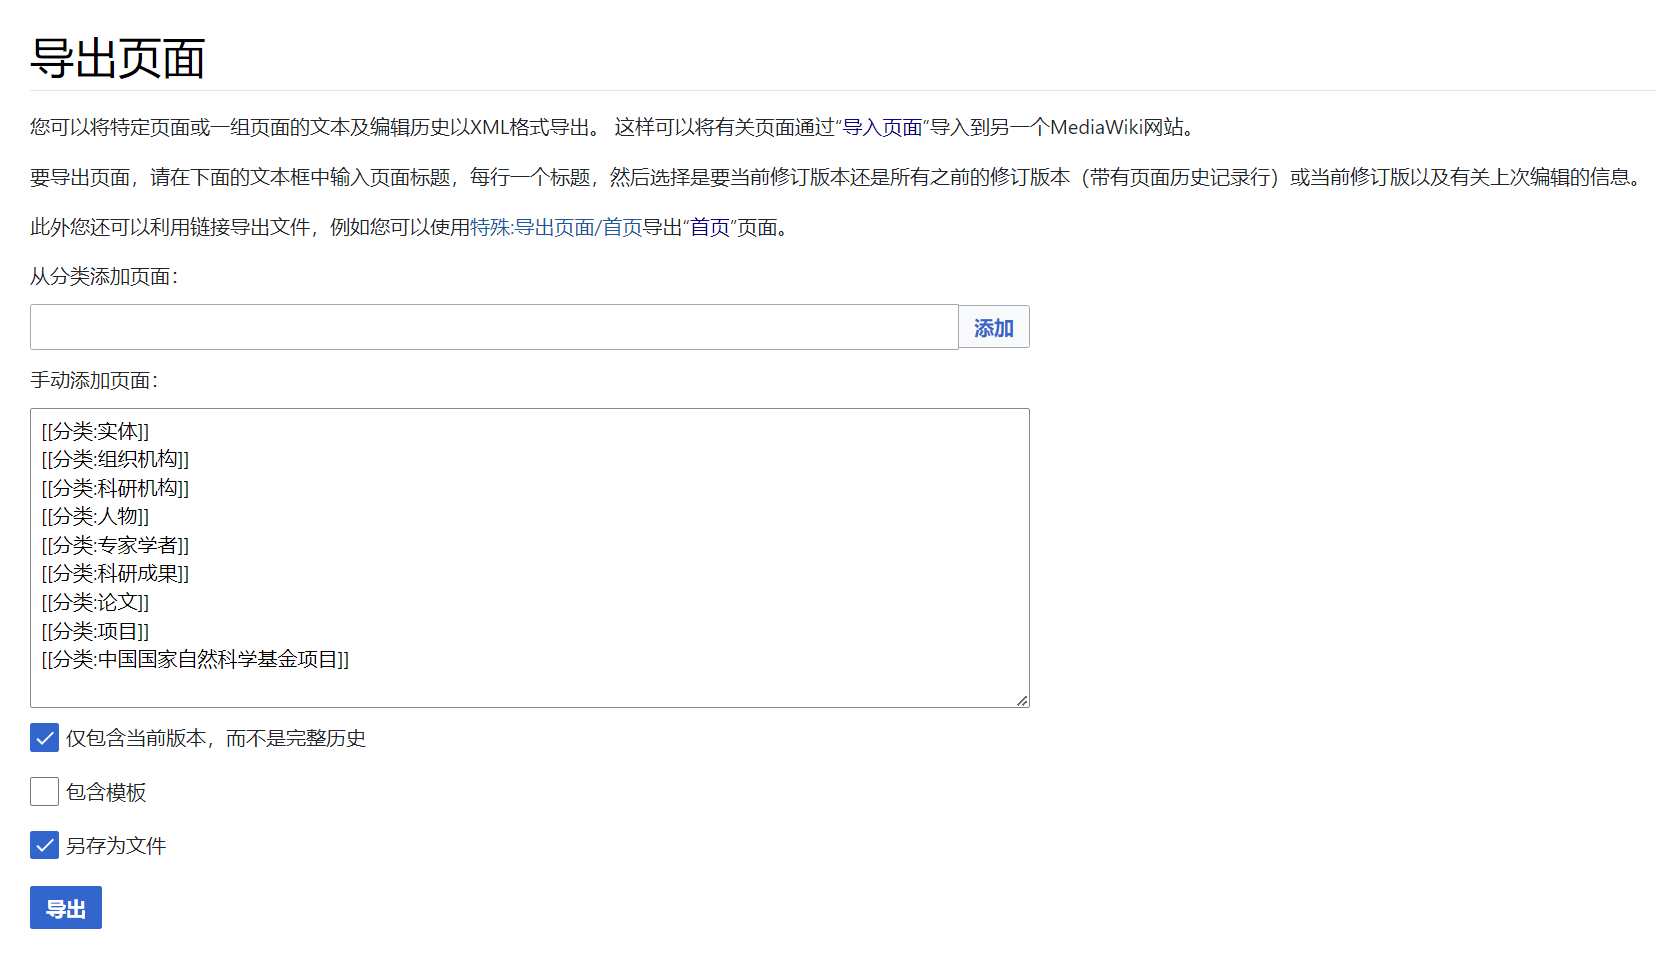 导出页面
您可以将特定页面或一组页面的文本及编辑历史以XML格式导出。 这样可以将有关页面通过“导入页面”导入到另一个MediaWiki网站。
要导出页面，请在下面的文本框中输入页面标题，每行一个标题，然后选择是要当前修订版本还是所有之前的修订版本（带有页面历史记录行）或当前修订版以及有关上次编辑的信息。
此外您还可以利用链接导出文件，例如您可以使用特殊:导出页面/首页导出“首页”页面。
从分类添加页面：
添加
手动添加页面：
[[分类:实体]]
[[分类:组织机构]]
[[分类:科研机构]]
[[分类:人物]]
[[分类:专家学者]]
[[分类:科研成果]]
[[分类:论文]]
[[分类:项目]]
[[分类:中国国家自然科学基金项目]]
仅包含当前版本，而不是完整历史
包含模板
另存为文件
导出